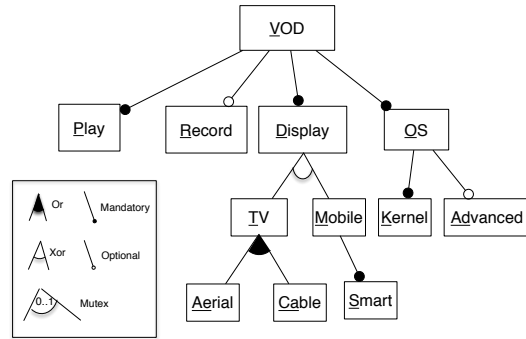 VOD
Play
Record
Display
OS
TV
Mobile
Kernel
Advanced
Aerial
Cable
Smart
Or
Mandatory
Xor
Optional
0..1
Mutex